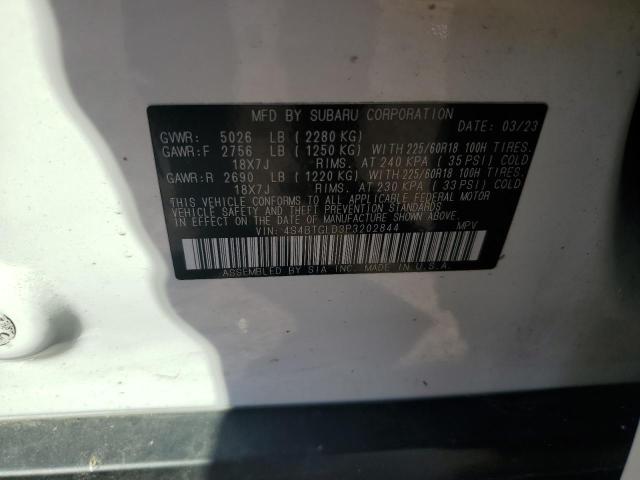 MFD BY SUBARU CORPORATION
DATE: 03/23
GVWR: 5026 LB ( 2280 KG)
GAWR:F 2756 LB ( 1250 KG) WITH 225/60R18 100H TIRES.
18X7J RIMS. AT 240 KPA ( 35 PSI) COLD
GAWR:R 2690 LB ( 1220 KG) WITH 225/60R18 100H TIRES.
18X7J RIMS. AT 230 KPA ( 33 PSI) COLD
THIS VEHICLE CONFORMS TO ALL APPLICABLE FEDERAL MOTOR
VEHICLE SAFETY, BUMPER, AND THEFT PREVENTION STANDARDS
IN EFFECT ON THE DATE OF MANUFACTURE SHOWN ABOVE.
VIN: 4S4BTGLD3P3202844 MPV
ASSEMBLED BY SIA INC. MADE IN U.S.A.